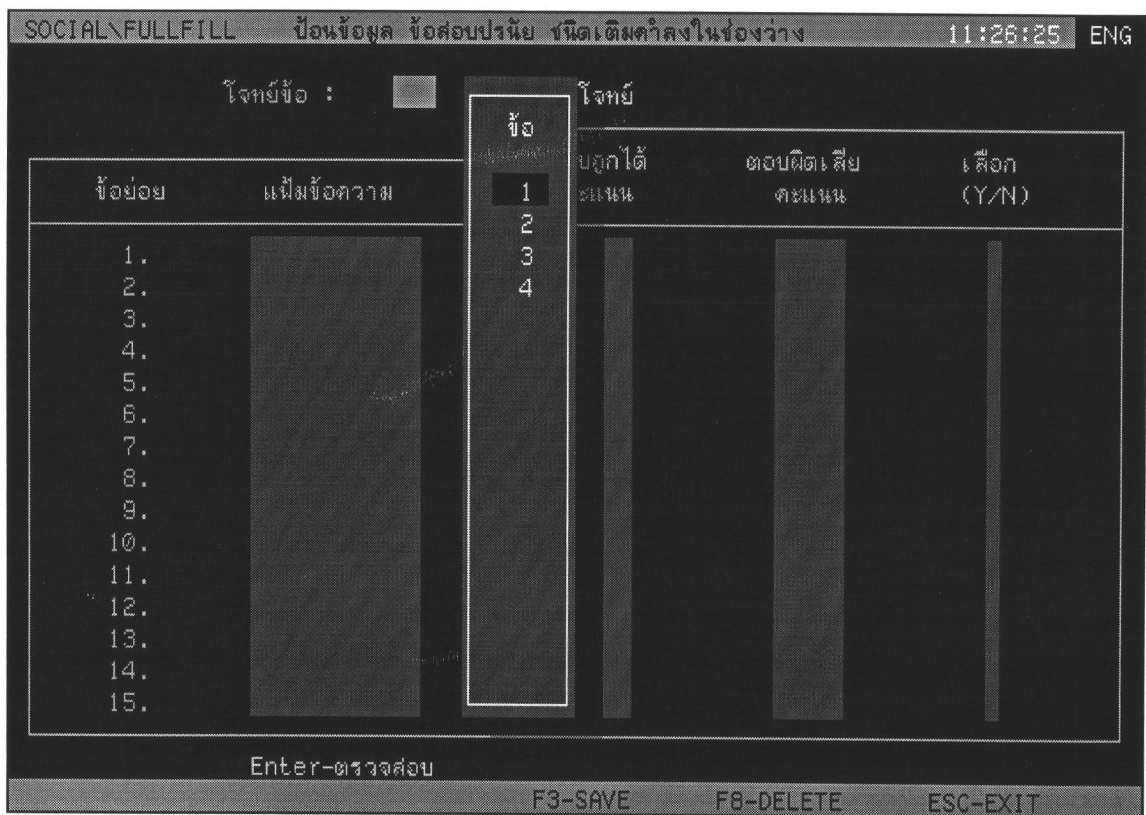 SOCIAL\FULLFILL ป้อนข้อมูล ข้อสอบปรนัย ชนิดเติมคำลงในช่องว่าง 11:26:25 ENG
โจทย์ข้อ : โจทย์
ข้อ
ข้อย่อย แฟ้มข้อความ บถูกได้ ตอบผิดเสีย เลือก
คะแนน คะแนน (Y/N)
1
2
3
4
1.
2.
3.
4.
5.
6.
7.
8.
9.
10.
11.
12.
13.
14.
15.
Enter-ตรวจสอบ
F3-SAVE F8-DELETE ESC-EXIT